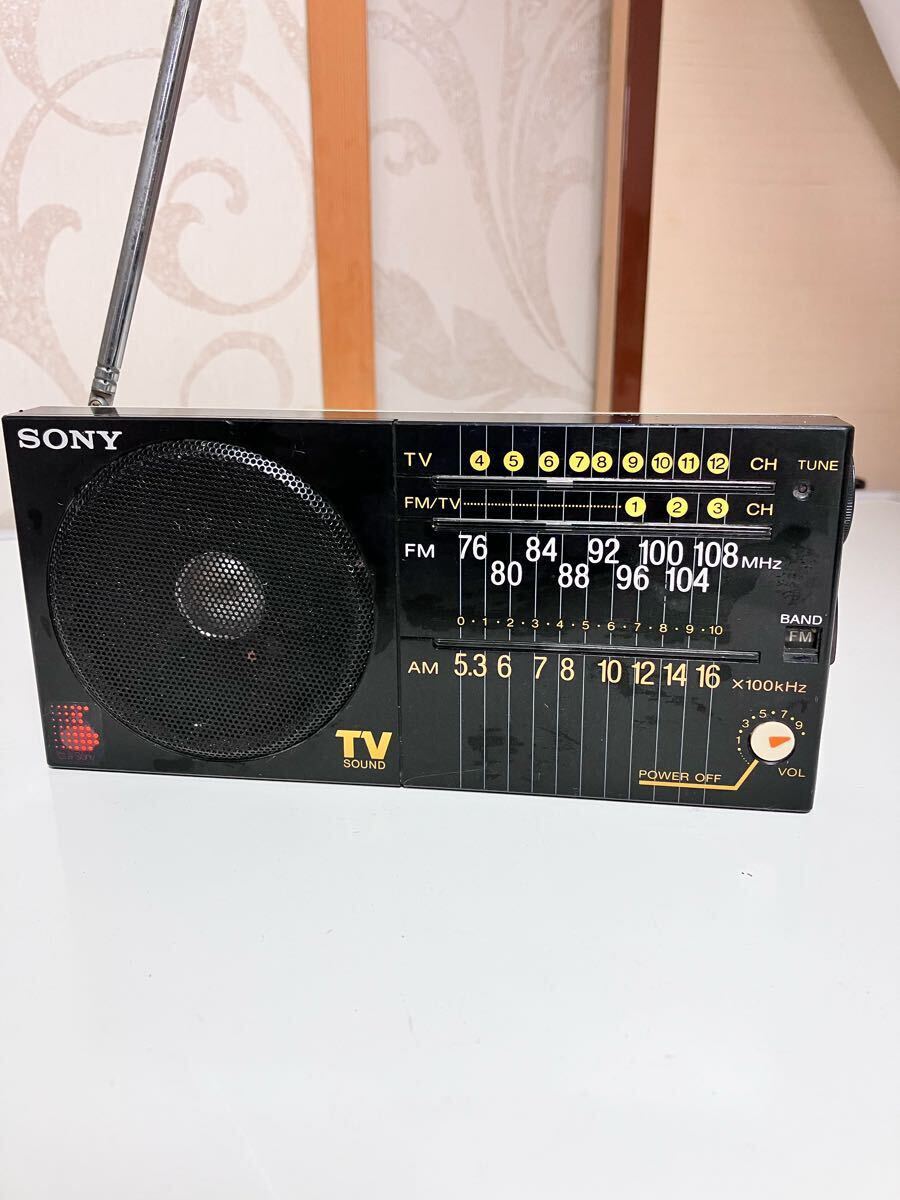 SONY
TV 4 5 6 7 8 9 10 11 12 CH TUNE
FM/TV 1 2 3 CH
FM 76 84 92 100 108 MHz
80 88 96 104
BAND
FM
0 · 1 · 2 · 3 · 4 · 5 · 6 · 7 · 8 · 9 · 10
AM 5.3 6 7 8 10 12 14 16 ×100kHz
1 · 3 · 5 · 7 · 9
VOL
POWER OFF
TV
SOUND